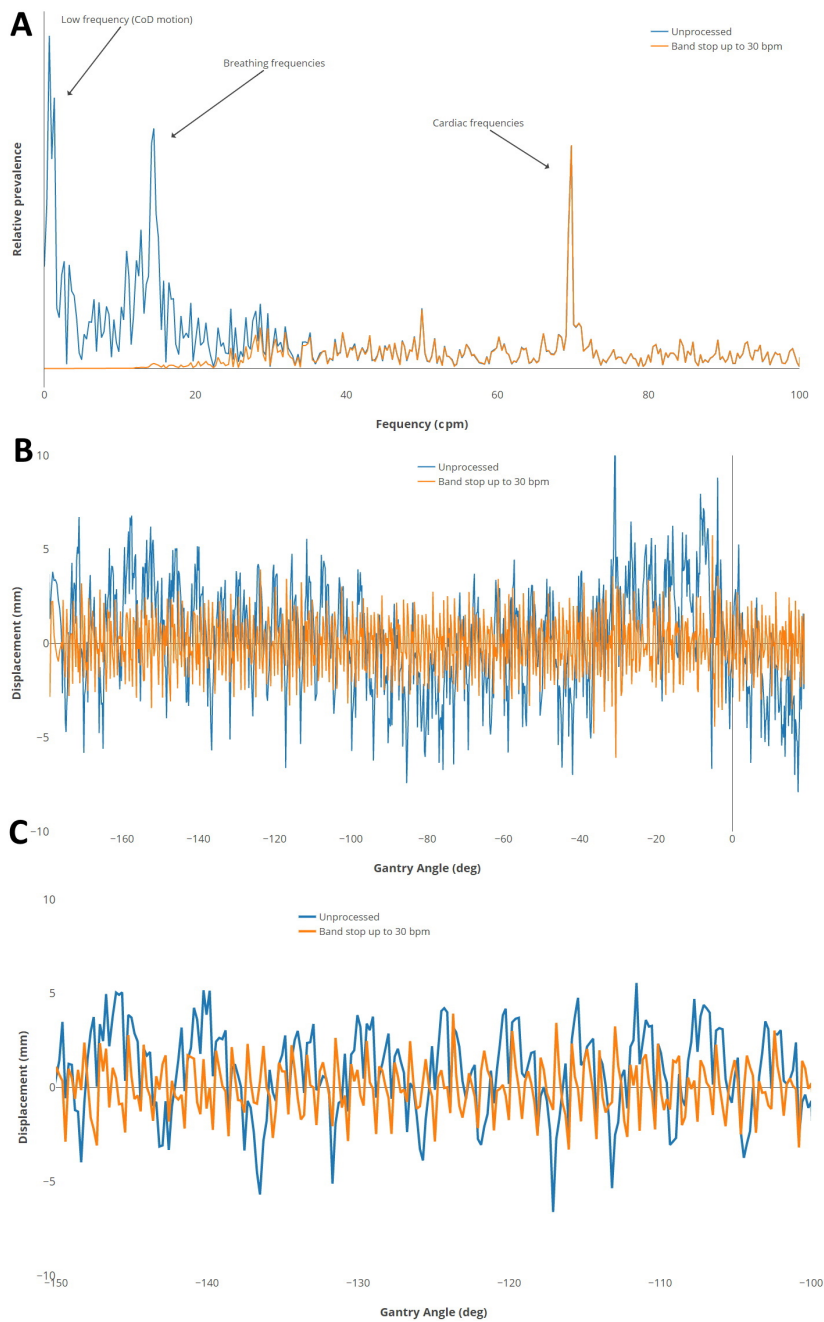 A
Low frequency (CoD motion)
Breathing frequencies
Cardiac frequencies
Unprocessed
Band stop up to 30 bpm
Relative prevalence
0 20 40 60 80 100
Fequency (cpm)
B
Unprocessed
Band stop up to 30 bpm
10
5
0
−5
−10
Displacement (mm)
−160 −140 −120 −100 −80 −60 −40 −20 0
Gantry Angle (deg)
C
Unprocessed
Band stop up to 30 bpm
10
5
0
−5
−10
Displacement (mm)
−150 −140 −130 −120 −110 −100
Gantry Angle (deg)